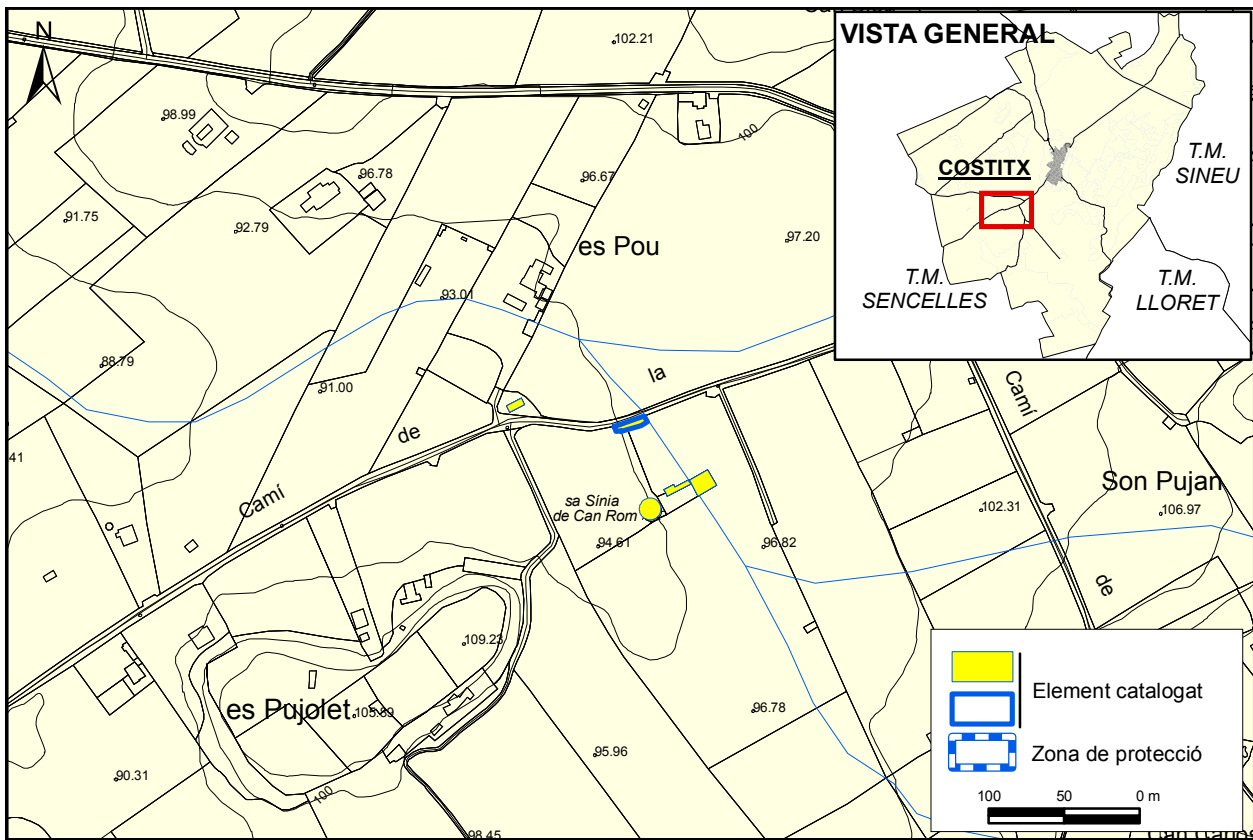 N
102.21
98.99
100
96.78
96.67
91.75
92.79
97.20
es Pou
93.01
88.79
91.00
la
de
Camí
41
sa Sínia
de Can Rom
94.61
96.82
Camí
de
Son Pujan
102.31
106.97
109.23
es Pujolet
105.89
96.78
95.96
90.31
100
98.45
VISTA GENERAL
COSTITX
T.M.
SINEU
T.M.
SENCELLES
T.M.
LLORET
Element catalogat
Zona de protecció
100 50 0 m